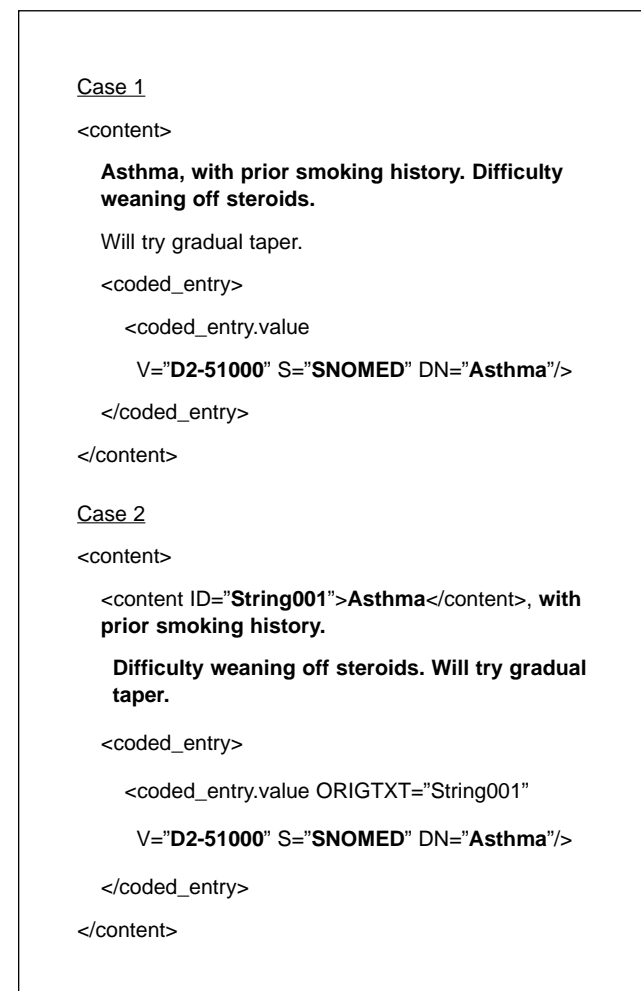 Case 1
<content>
Asthma, with prior smoking history. Difficulty
weaning off steroids.
Will try gradual taper.
<coded_entry>
<coded_entry.value
V=”D2-51000” S=”SNOMED” DN=”Asthma”/>
</coded_entry>
</content>
Case 2
<content>
<content ID=”String001”>Asthma</content>, with
prior smoking history.
Difficulty weaning off steroids. Will try gradual
taper.
<coded_entry>
<coded_entry.value ORIGTXT=”String001”
V=”D2-51000” S=”SNOMED” DN=”Asthma”/>
</coded_entry>
</content>